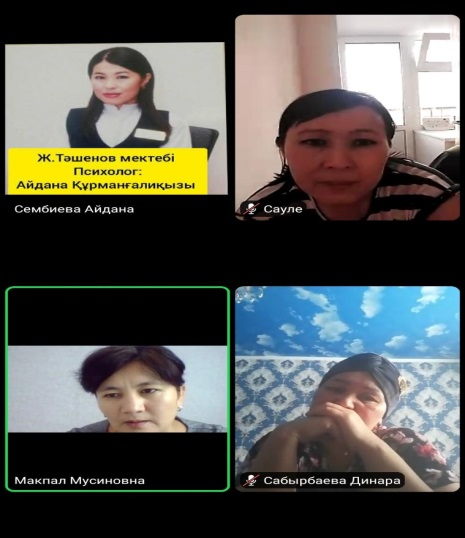 Ж.Тәшенов мектебі
Психолог:
Айдана Құрманғалиқызы
Сембиева Айдана
Сауле
Макпал Мусиновна
Сабырбаева Динара